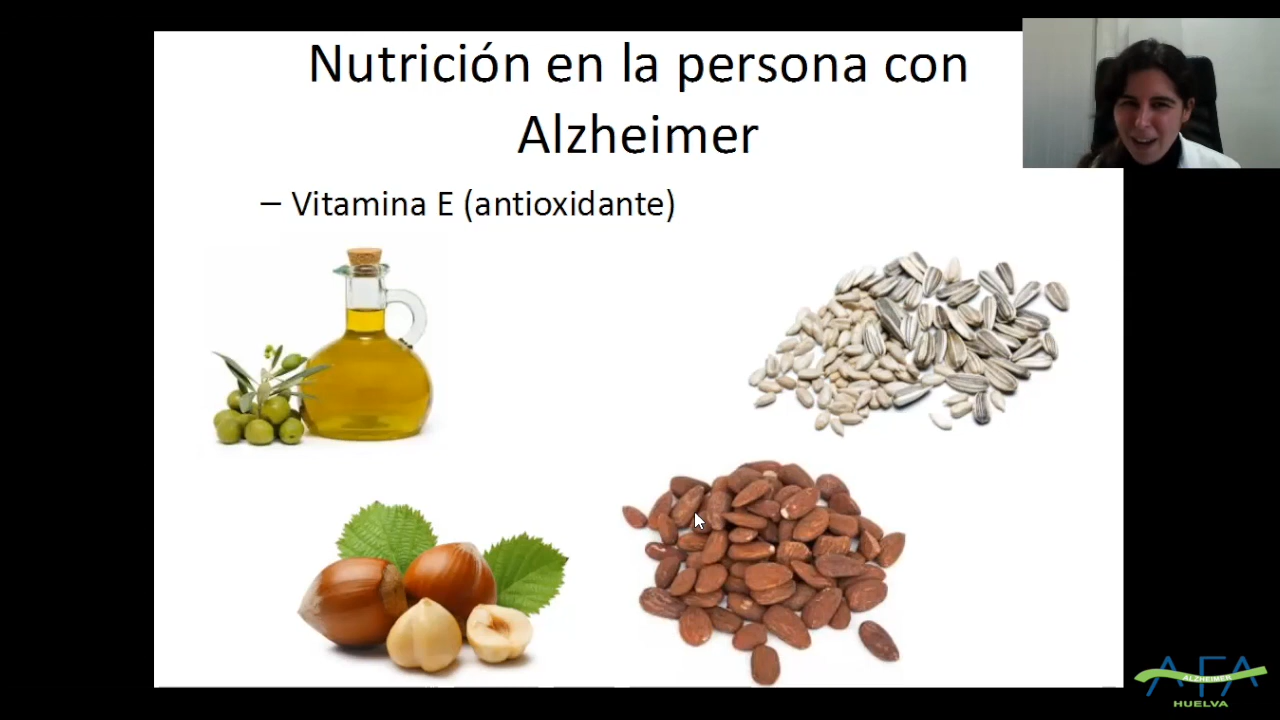 Nutrición en la persona con
Alzheimer
– Vitamina E (antioxidante)
AFA
ALZHEIMER
HUELVA